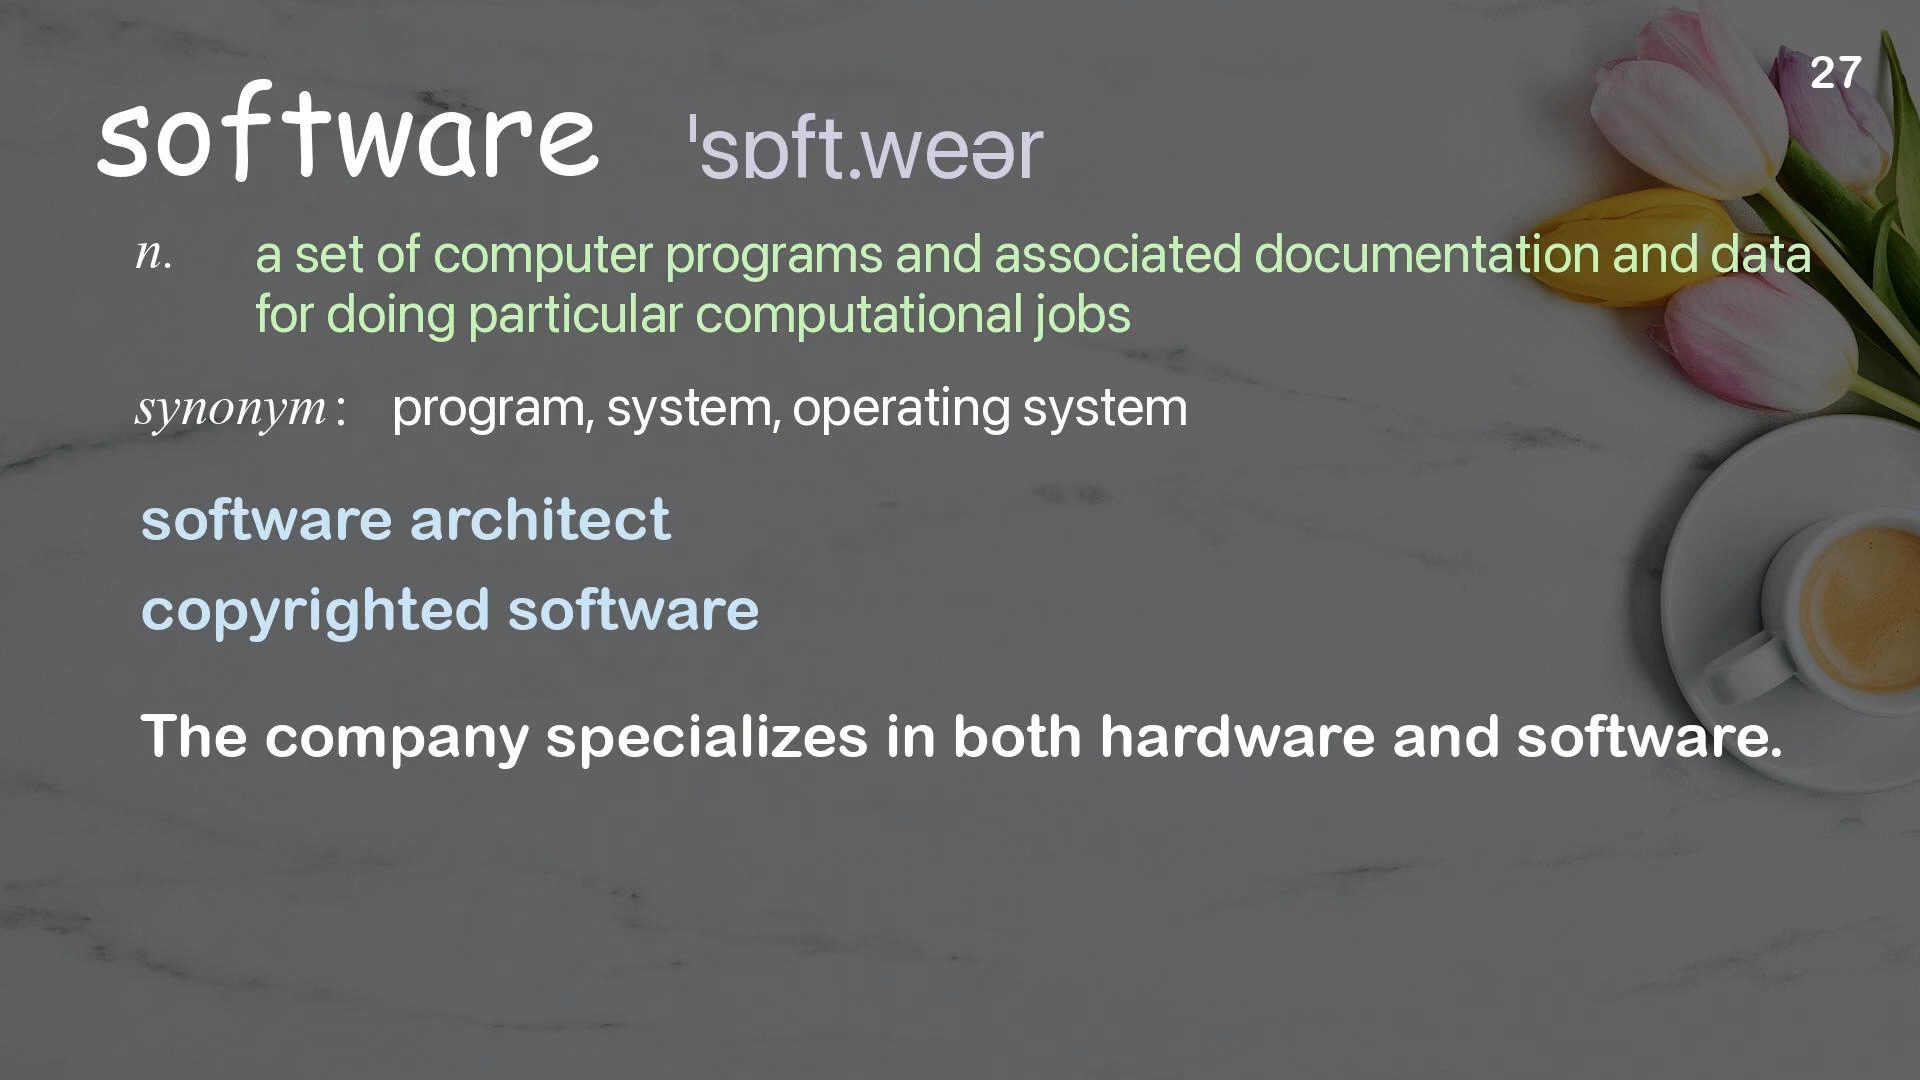 27
software ˈsɒft.weər
n. a set of computer programs and associated documentation and data
for doing particular computational jobs
synonym: program, system, operating system
software architect
copyrighted software
The company specializes in both hardware and software.